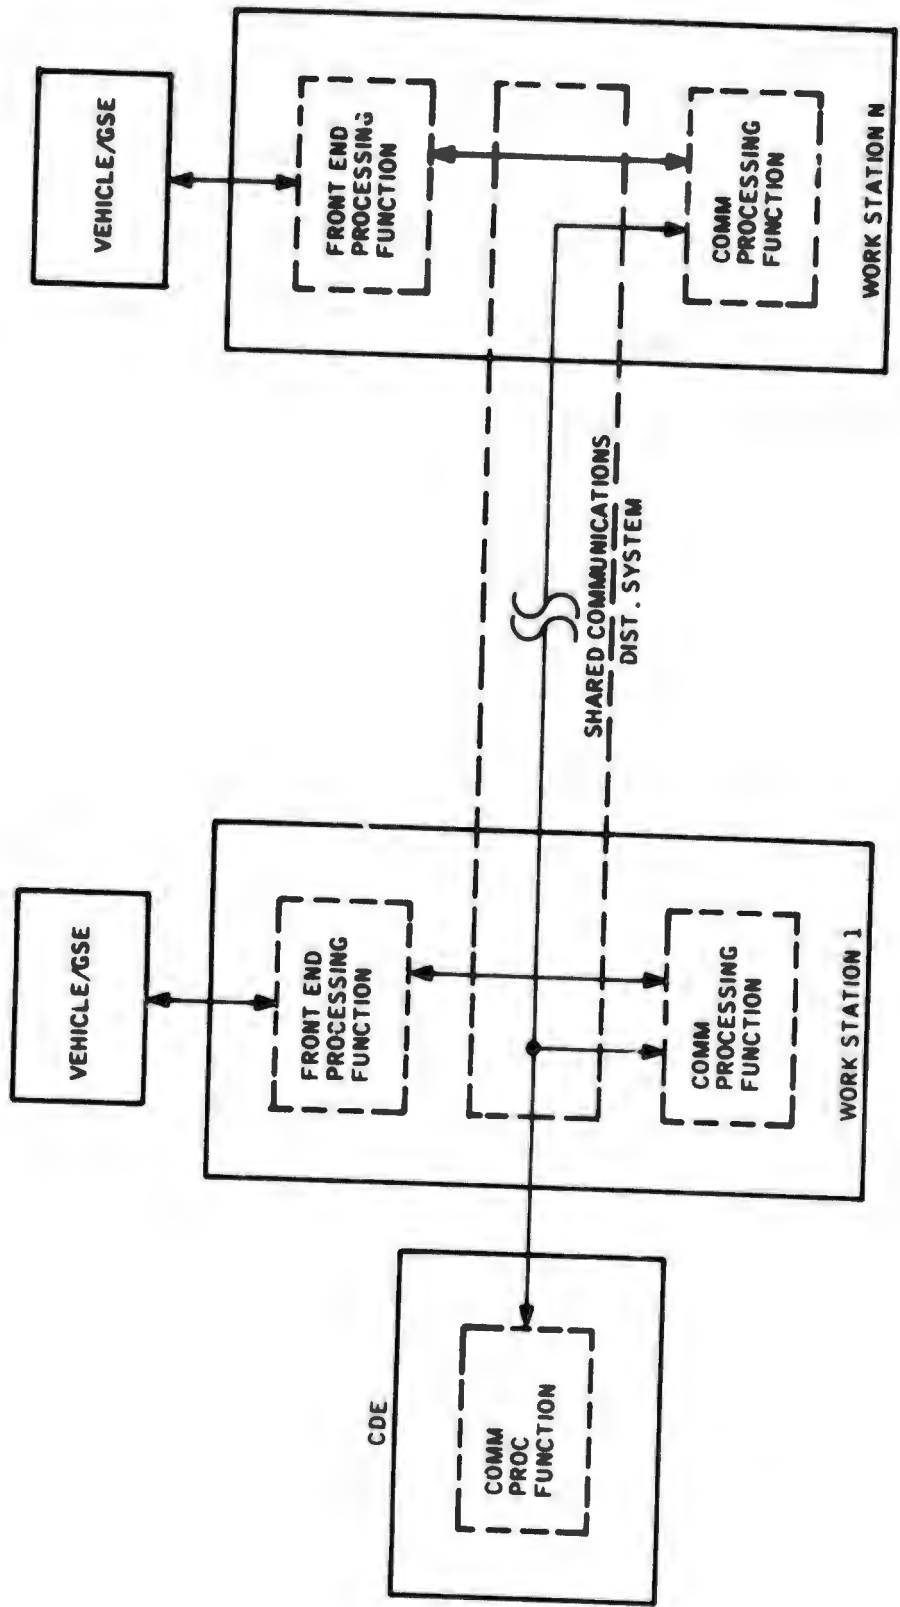 CDE
COMM
PROC
FUNCTION
VEHICLE/GSE
FRONT END
PROCESSING
FUNCTION
COMM
PROCESSING
FUNCTION
WORK STATION 1
SHARED COMMUNICATIONS
DIST. SYSTEM
VEHICLE/GSE
FRONT END
PROCESSING
FUNCTION
COMM
PROCESSING
FUNCTION
WORK STATION N